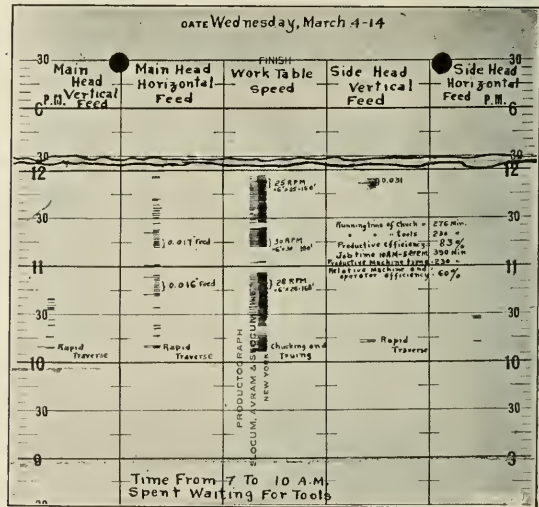 DATE Wednesday, March 4-14
FINISH
Main Head Vertical Feed
Main Head Horizontal Feed
Work Table Speed
Side Head Vertical Feed
Side Head Horizontal Feed
P.M.
P.M.
30
30
6
6
30
30
12
12
25 RPM
0.031
30
30
Running time of Chuck = 276 Min.
" " " tools 230 "
0.017" Feed
30 RPM
Productive Efficiency 83%
Job time 10AM-5:30PM 390 Min
11
11
Productive Machine time 230 "
Relative Machine and operator efficiency 60%
0.016" Feed
28 RPM
30
30
Rapid Traverse
Rapid Traverse
Chucking and Truing
Rapid Traverse
10
10
PRODUCTOGRAPH
SLOCUM, AVRAM & SLOCUM
NEW YORK
30
30
9
3
Time From 7 To 10 A.M.
Spent Waiting For Tools